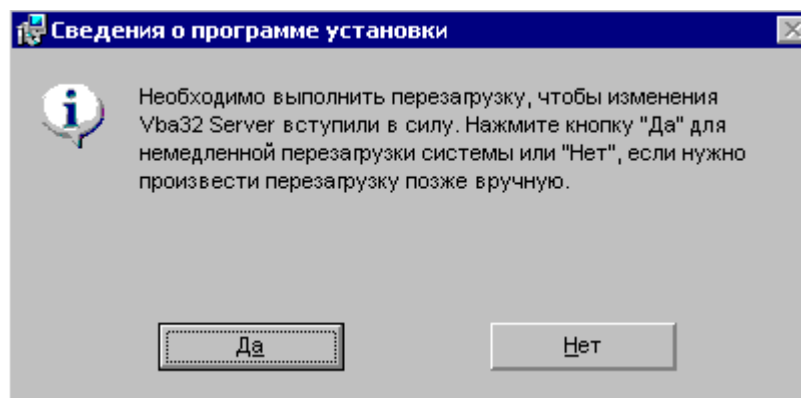 Сведения о программе установки
Необходимо выполнить перезагрузку, чтобы изменения
Vba32 Server вступили в силу. Нажмите кнопку "Да" для
немедленной перезагрузки системы или "Нет", если нужно
произвести перезагрузку позже вручную.
Да
Нет